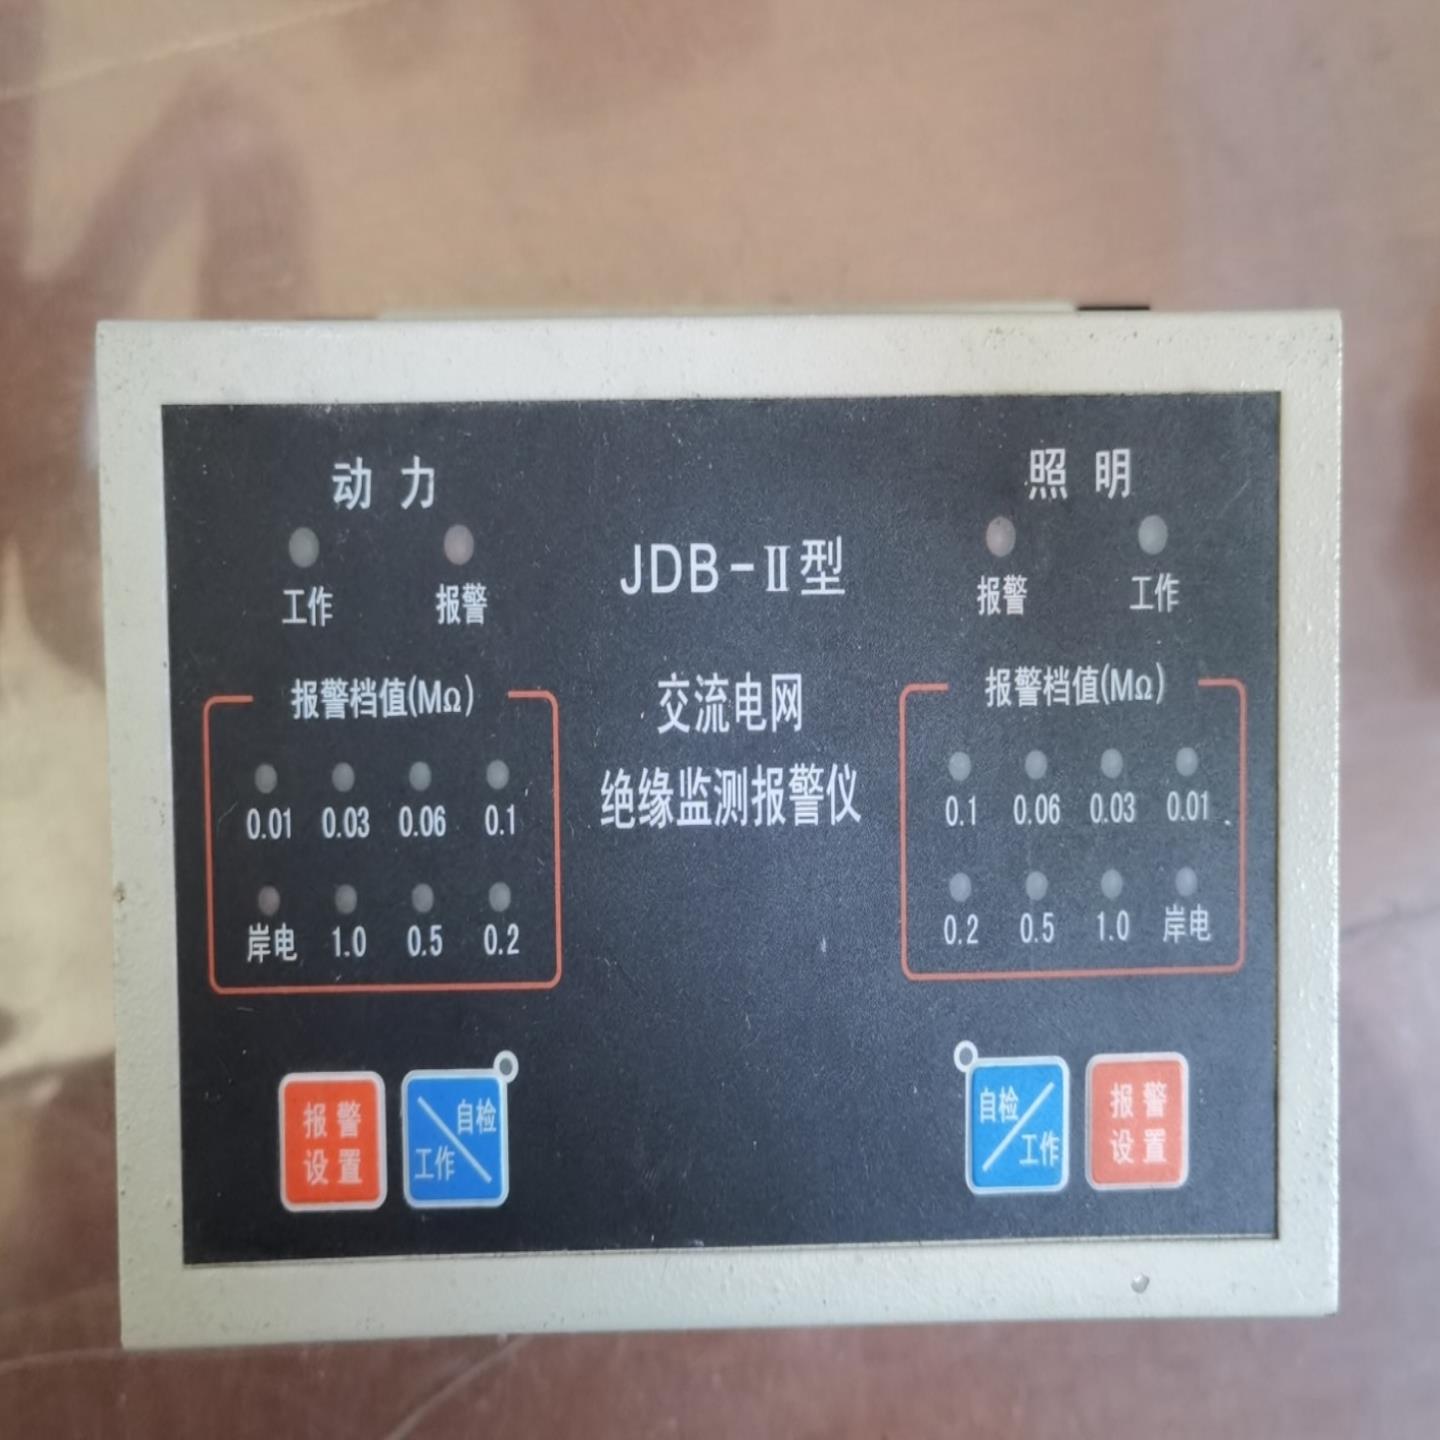 动力
照明
工作 报警
JDB-Ⅱ型
报警 工作
报警档值(MΩ)
交流电网
报警档值(MΩ)
0.01 0.03 0.06 0.1
绝缘监测报警仪
0.1 0.06 0.03 0.01
岸电 1.0 0.5 0.2
0.2 0.5 1.0 岸电
报警
设置
自检
工作
自检
工作
报警
设置